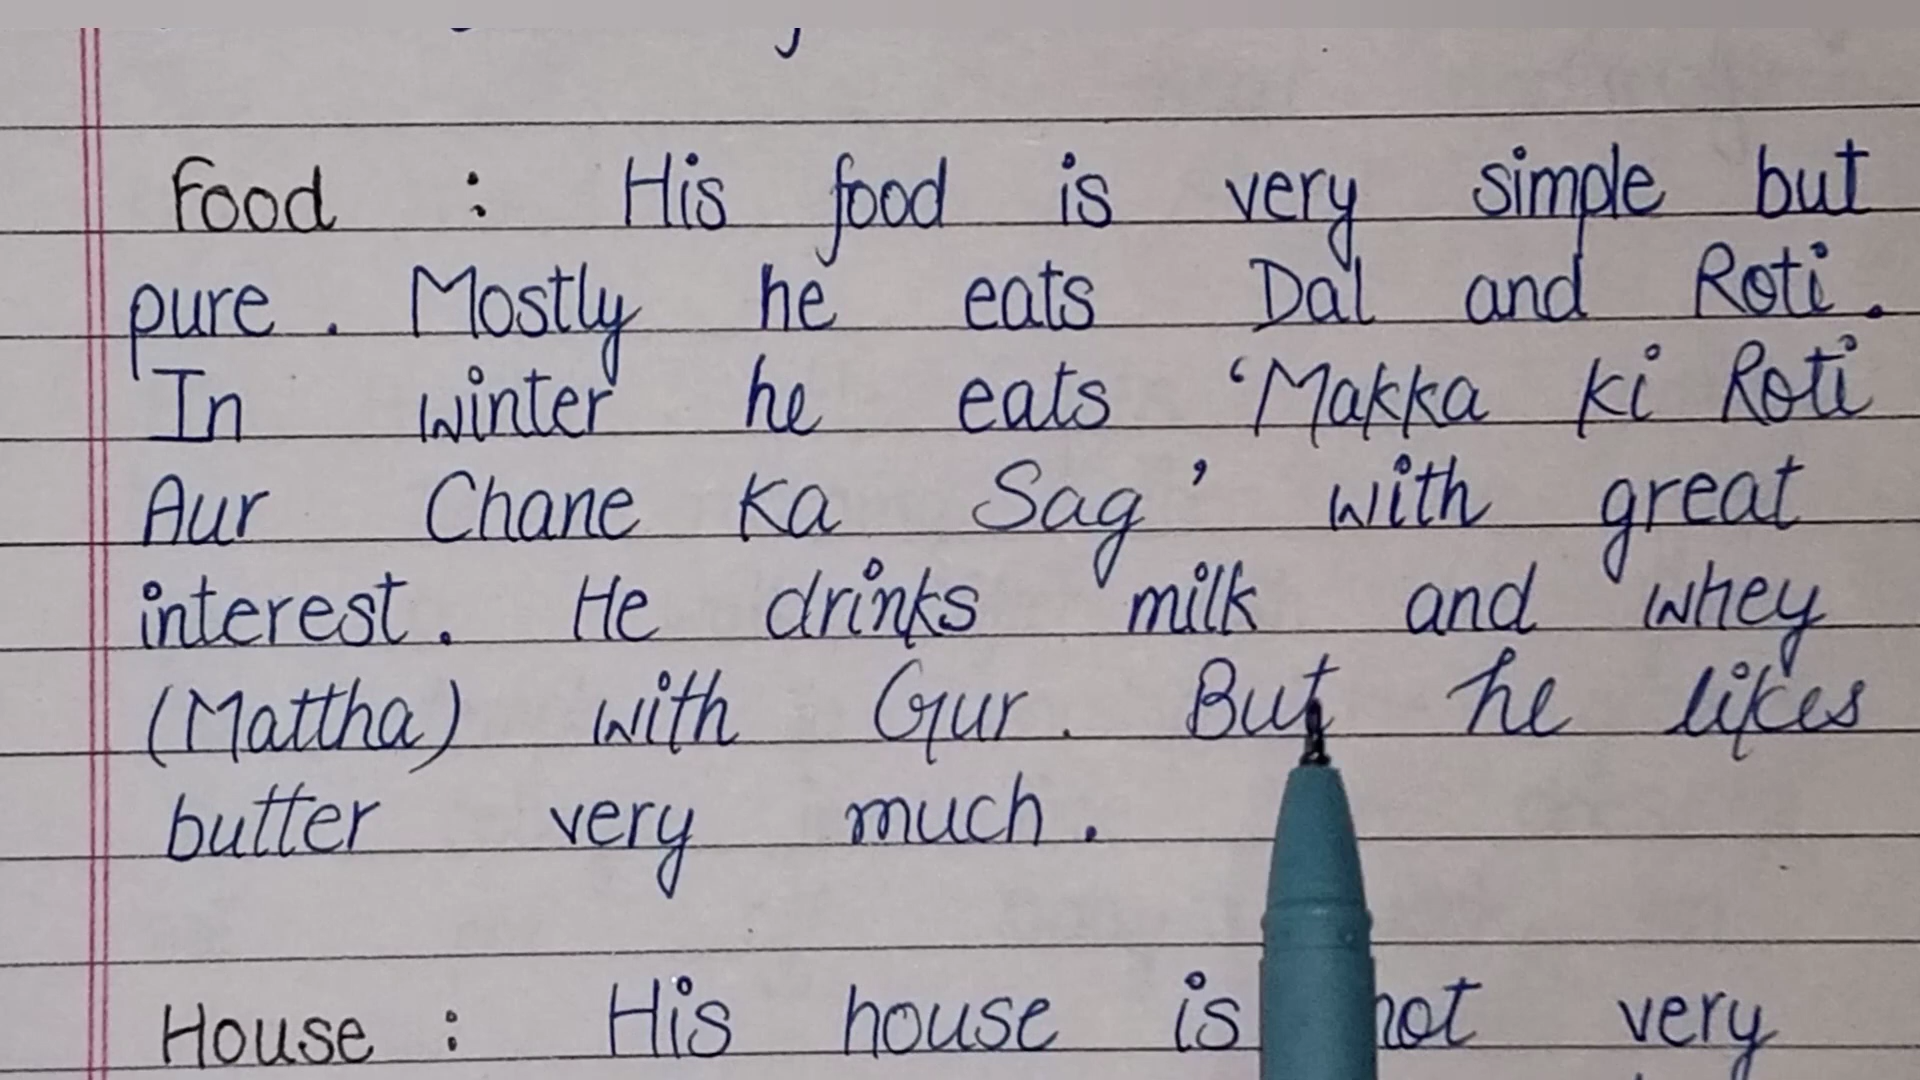 Food : His food is very simple but
pure. Mostly he eats Dal and Roti.
In winter he eats 'Makka ki Roti
Aur Chane Ka Sag' with great
interest. He drinks milk and whey
(Mattha) with Gur. But he likes
butter very much.
House : His house is not very